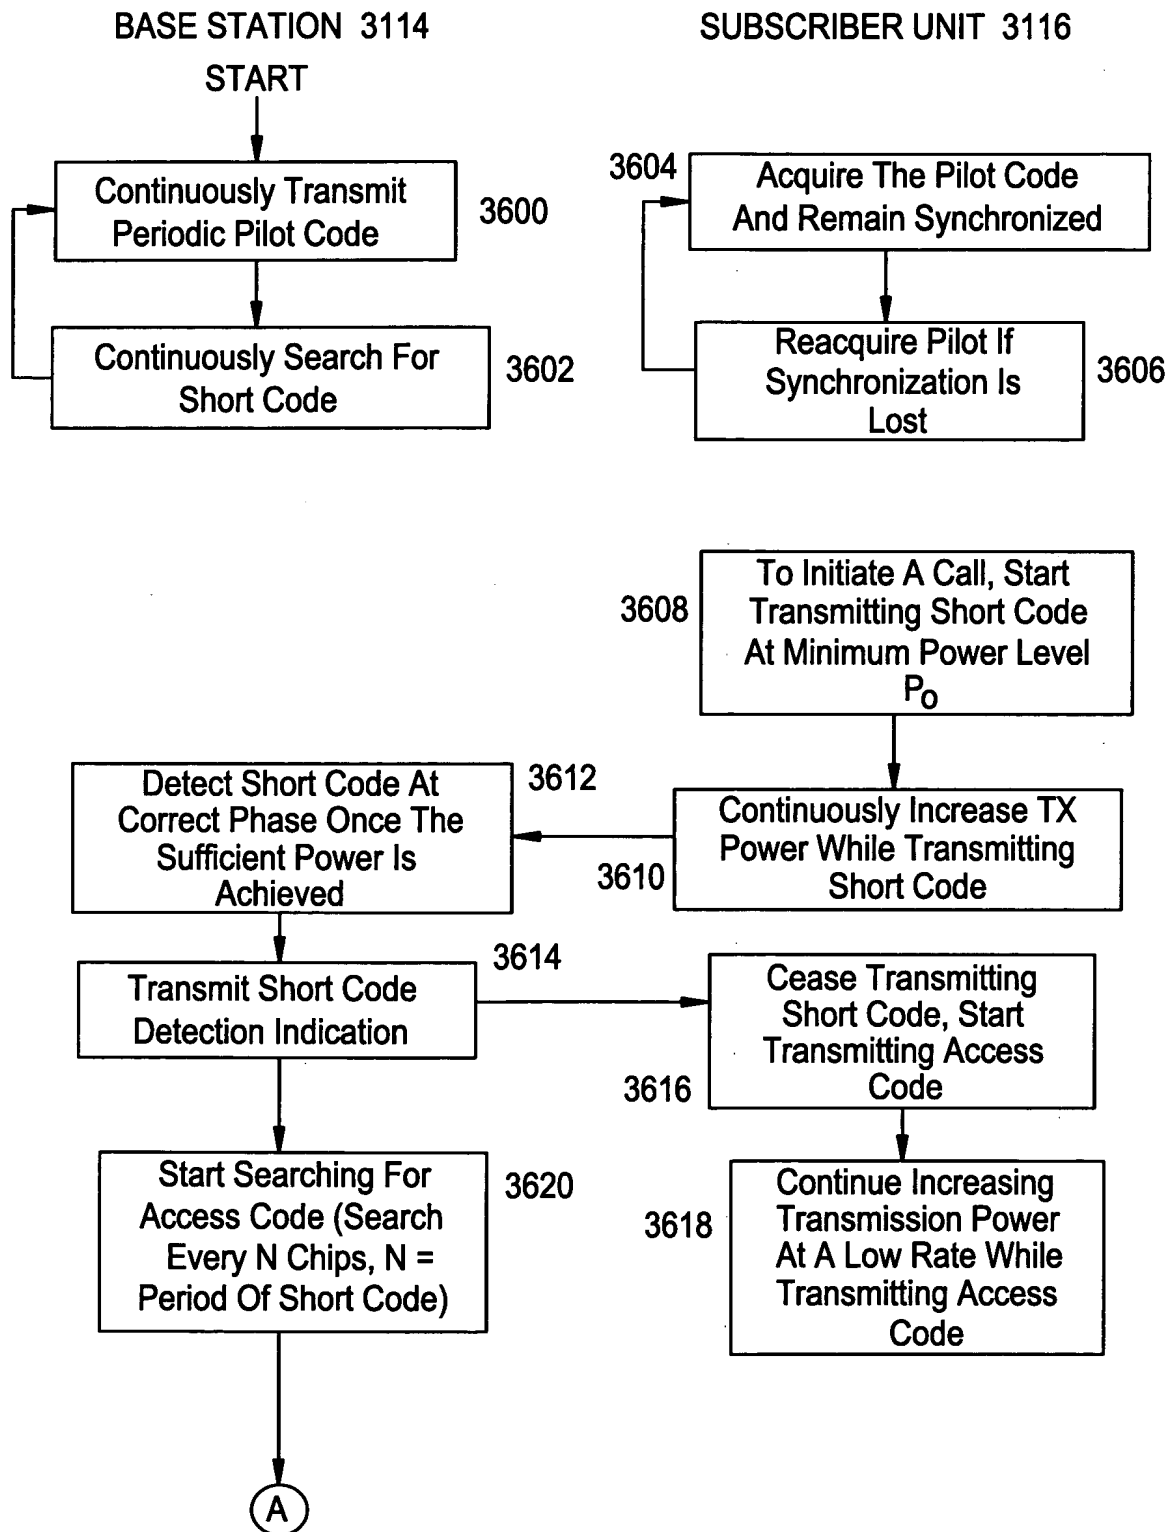 BASE STATION 3114
SUBSCRIBER UNIT 3116
START
Continuously Transmit
Periodic Pilot Code
3600
3604
Acquire The Pilot Code
And Remain Synchronized
Continuously Search For
Short Code
3602
Reacquire Pilot If
Synchronization Is
Lost
3606
3608
To Initiate A Call, Start
Transmitting Short Code
At Minimum Power Level
Po
Detect Short Code At
Correct Phase Once The
Sufficient Power Is
Achieved
3612
3610
Continuously Increase TX
Power While Transmitting
Short Code
Transmit Short Code
Detection Indication
3614
3616
Cease Transmitting
Short Code, Start
Transmitting Access
Code
Start Searching For
Access Code (Search
Every N Chips, N =
Period Of Short Code)
3620
3618
Continue Increasing
Transmission Power
At A Low Rate While
Transmitting Access
Code
A